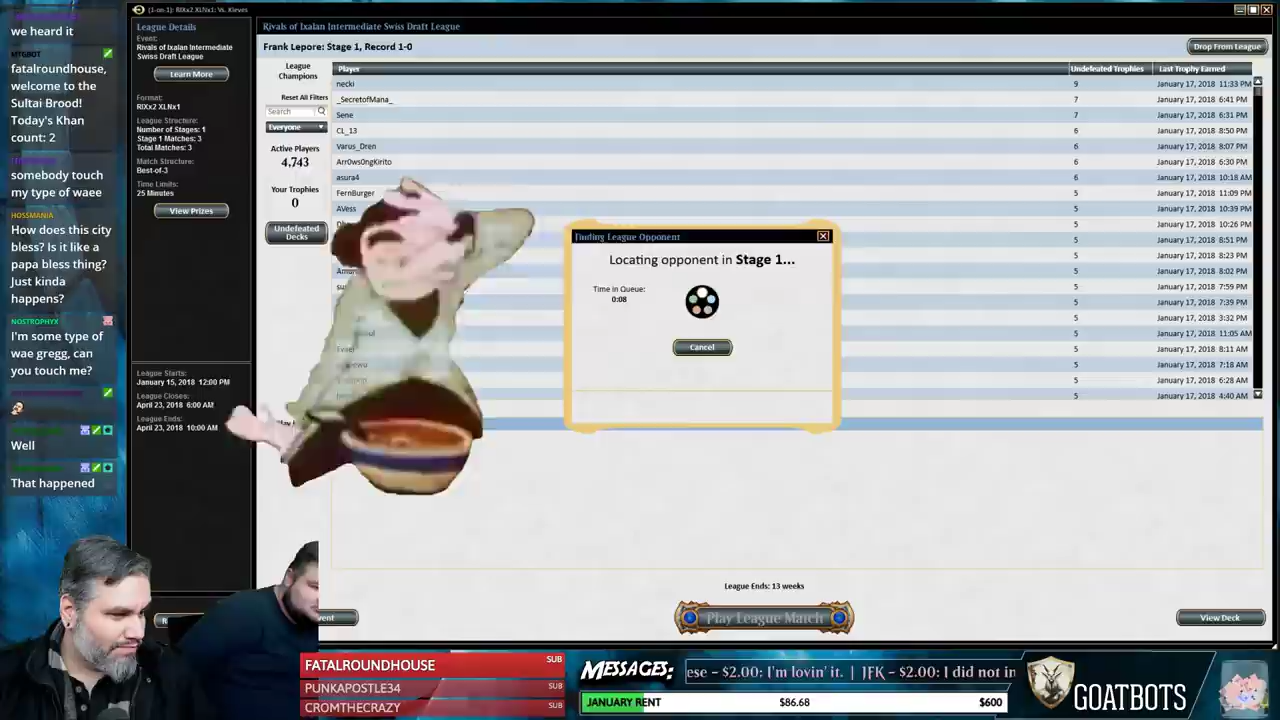 we heard it
MTGBOT
fatalroundhouse,
welcome to the
Sultai Brood!
Today's Khan
count: 2
somebody touch
my type of waee
HOSSMANIA
How does this city
bless? Is it like a
papa bless thing?
Just kinda
happens?
NOSTROPHYX
I'm some type of
tree gregg, can
you touch me?
Well
That happened
(1-on-1): RIXx2 XLNx1: Vs. Kleves
League Details
Event:
Rivals of Ixalan Intermediate
Swiss Draft League
Learn More
Format:
RIXx2 XLNx1
League Structure:
Number of Stages: 1
Stage 1 Matches: 3
Total Matches: 3
Match Structure:
Best-of-3
Time Limits:
25 Minutes
View Prizes
League Starts:
January 15, 2018 12:00 PM
League Closes:
April 23, 2018 6:00 AM
League Ends:
April 23, 2018 10:00 AM
Rivals of Ixalan Intermediate Swiss Draft League
Frank Lepore: Stage 1, Record 1-0
Drop From League
League
Champions
Reset All Filters
Search
Everyone
Active Players
4,743
Your Trophies
0
Undefeated
Decks
Player Undefeated Trophies Last Trophy Earned
necki 9 January 17, 2018 11:33 PM
_SecretofMana_ 7 January 17, 2018 6:41 PM
Sene 7 January 17, 2018 6:31 PM
CL_13 6 January 17, 2018 8:50 PM
Varus_Dren 6 January 17, 2018 8:07 PM
Arr0ws0ngKirito 6 January 17, 2018 6:30 PM
asura4 6 January 17, 2018 10:18 AM
FernBurger 5 January 17, 2018 11:09 PM
AVess 5 January 17, 2018 10:39 PM
5 January 17, 2018 10:26 PM
5 January 17, 2018 6:51 PM
5 January 17, 2018 8:23 PM
5 January 17, 2018 8:02 PM
5 January 17, 2018 7:59 PM
5 January 17, 2018 7:39 PM
5 January 17, 2018 3:32 PM
5 January 17, 2018 11:05 AM
5 January 17, 2018 8:11 AM
5 January 17, 2018 7:18 AM
5 January 17, 2018 6:28 AM
5 January 17, 2018 4:40 AM
Finding League Opponent
Locating opponent in Stage 1...
Time in Queue:
0:08
Cancel
League Ends: 13 weeks
Play League Match
View Deck
FATALROUNDHOUSE SUB
PUNKAPOSTLE34 SUB
CROMTHECRAZY SUB
MESSAGES:
ese – $2.00: I'm lovin' it. | JFK – $2.00: I did not in
JANUARY RENT $86.68 $600
GOATBOTS